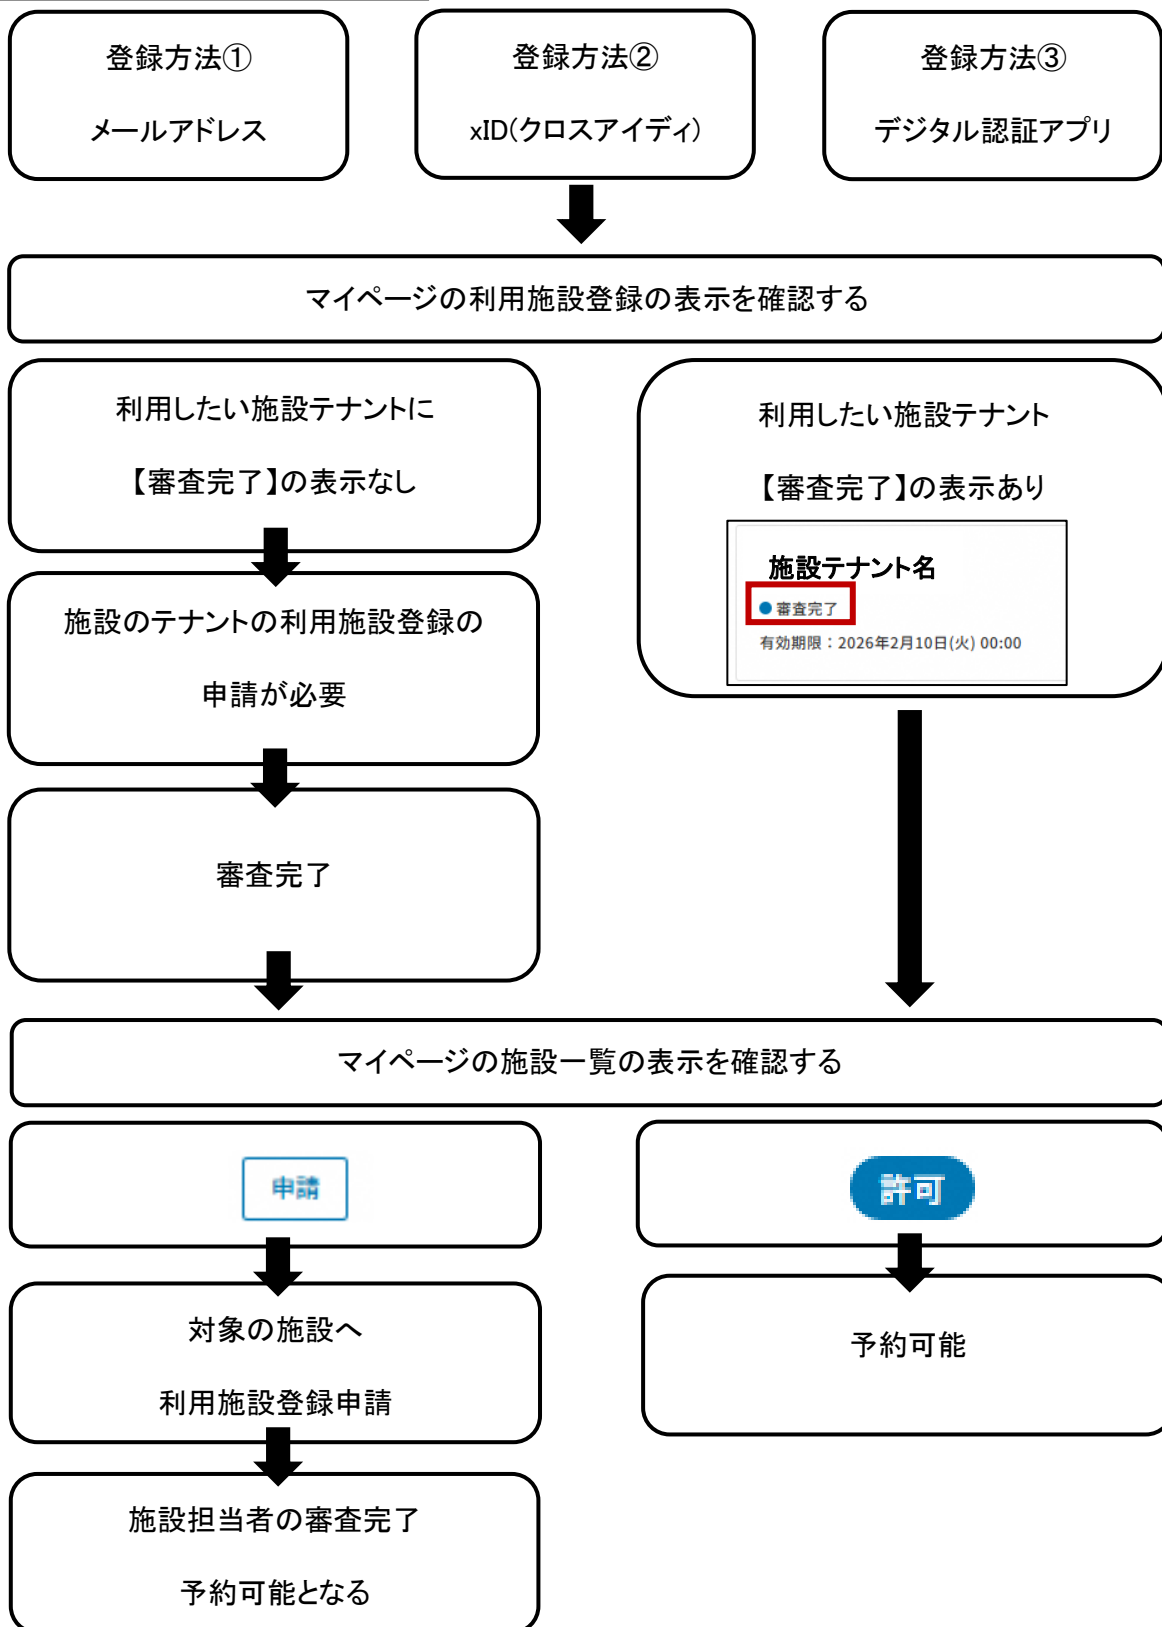 登録方法①
メールアドレス
登録方法②
xID(クロスアイディ)
登録方法③
デジタル認証アプリ
マイページの利用施設登録の表示を確認する
利用したい施設テナントに
【審査完了】の表示なし
施設のテナントの利用施設登録の
申請が必要
審査完了
利用したい施設テナント
【審査完了】の表示あり
施設テナント名
審査完了
有効期限：2026年2月10日(火) 00:00
マイページの施設一覧の表示を確認する
申請
対象の施設へ
利用施設登録申請
施設担当者の審査完了
予約可能となる
許可
予約可能